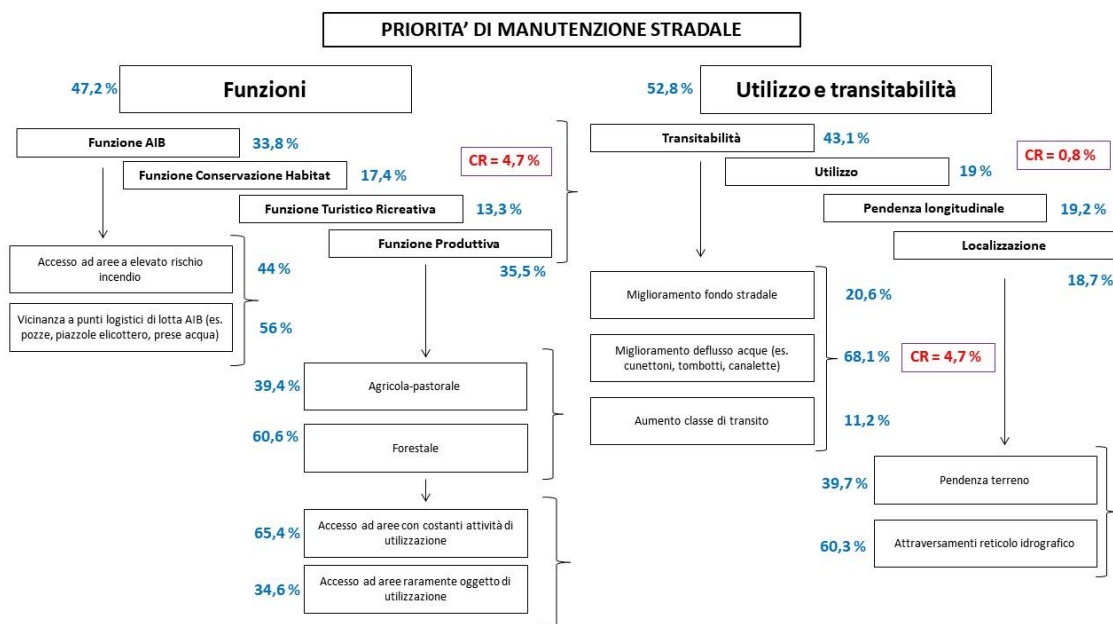 PRIORITA' DI MANUTENZIONE STRADALE
47,2 %
Funzioni
Funzione AIB
33,8 %
CR = 4,7 %
Funzione Conservazione Habitat
17,4 %
Funzione Turistico Ricreativa
13,3 %
Funzione Produttiva
35,5 %
Accesso ad aree a elevato rischio
incendio
44 %
Vicinanza a punti logistici di lotta AIB (es.
pozze, piazzole elicottero, prese acqua)
56 %
39,4 %
Agricola-pastorale
60,6 %
Forestale
65,4 %
Accesso ad aree con costanti attività di
utilizzazione
34,6 %
Accesso ad aree raramente oggetto di
utilizzazione
52,8 %
Utilizzo e transitabilità
Transitabilità
43,1 %
CR = 0,8 %
Utilizzo
19 %
Pendenza longitudinale
19,2 %
Localizzazione
18,7 %
Miglioramento fondo stradale
20,6 %
Miglioramento deflusso acque (es.
cunettoni, tombotti, canalette)
68,1 %
CR = 4,7 %
Aumento classe di transito
11,2 %
39,7 %
Pendenza terreno
60,3 %
Attraversamenti reticolo idrografico